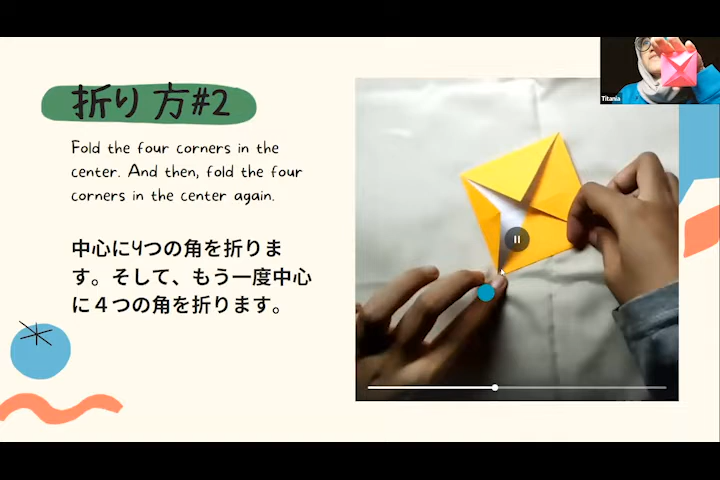 折り方#2
Fold the four corners in the
center. And then, fold the four
corners in the center again.
中心に4つの角を折りま
す。そして、もう一度中心
に４つの角を折ります。
Titania